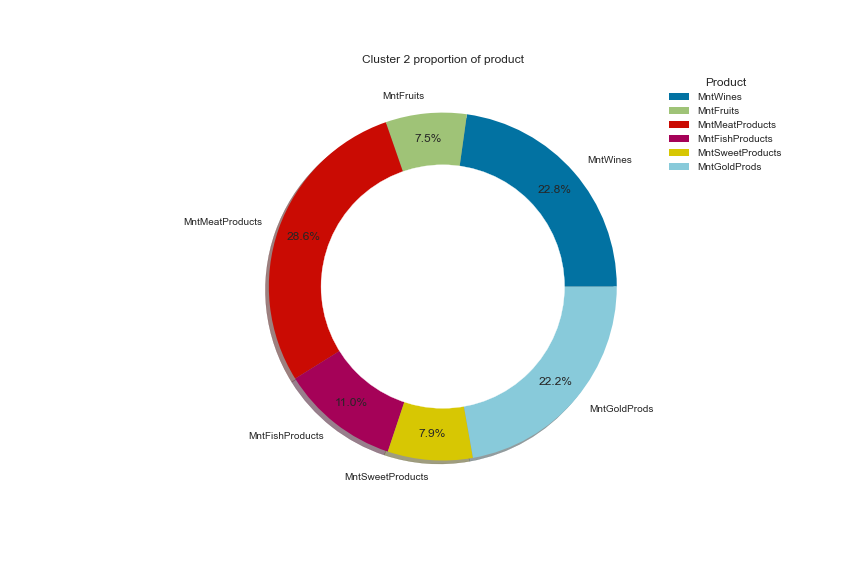 Cluster 2 proportion of product
Product
MntWines
MntFruits
MntMeatProducts
MntFishProducts
MntSweetProducts
MntGoldProds
MntFruits
7.5%
MntWines
22.8%
MntMeatProducts
28.6%
22.2%
11.0%
MntGoldProds
7.9%
MntFishProducts
MntSweetProducts